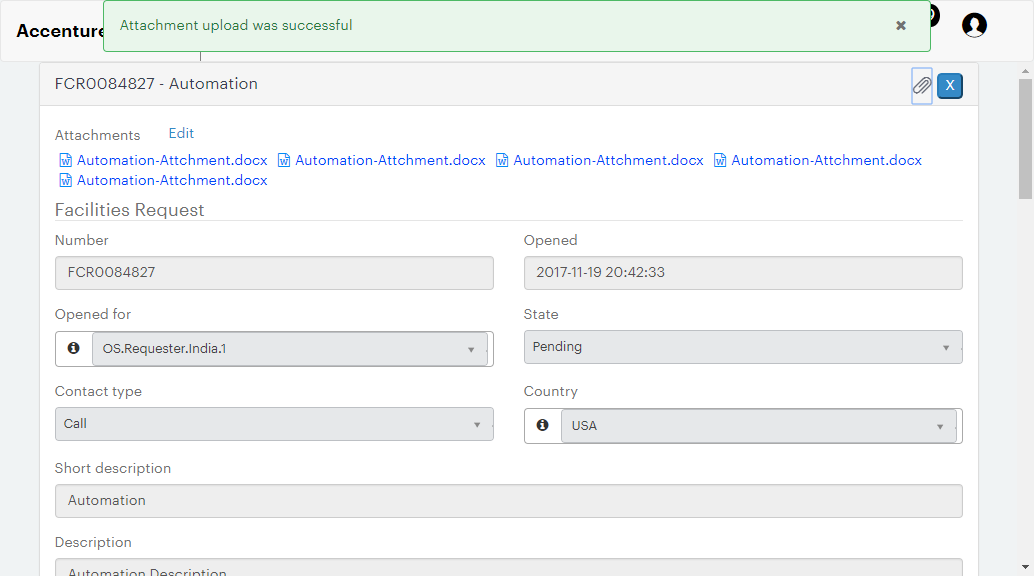 Attachment upload was successful ✖
Accenture
FCR0084827 - Automation X
Attachments Edit
Automation-Attchment.docx Automation-Attchment.docx Automation-Attchment.docx Automation-Attchment.docx
Automation-Attchment.docx
Facilities Request
Number Opened
FCR0084827 2017-11-19 20:42:33
Opened for State
OS.Requester.India.1 Pending
Contact type Country
Call USA
Short description
Automation
Description
Automation Description